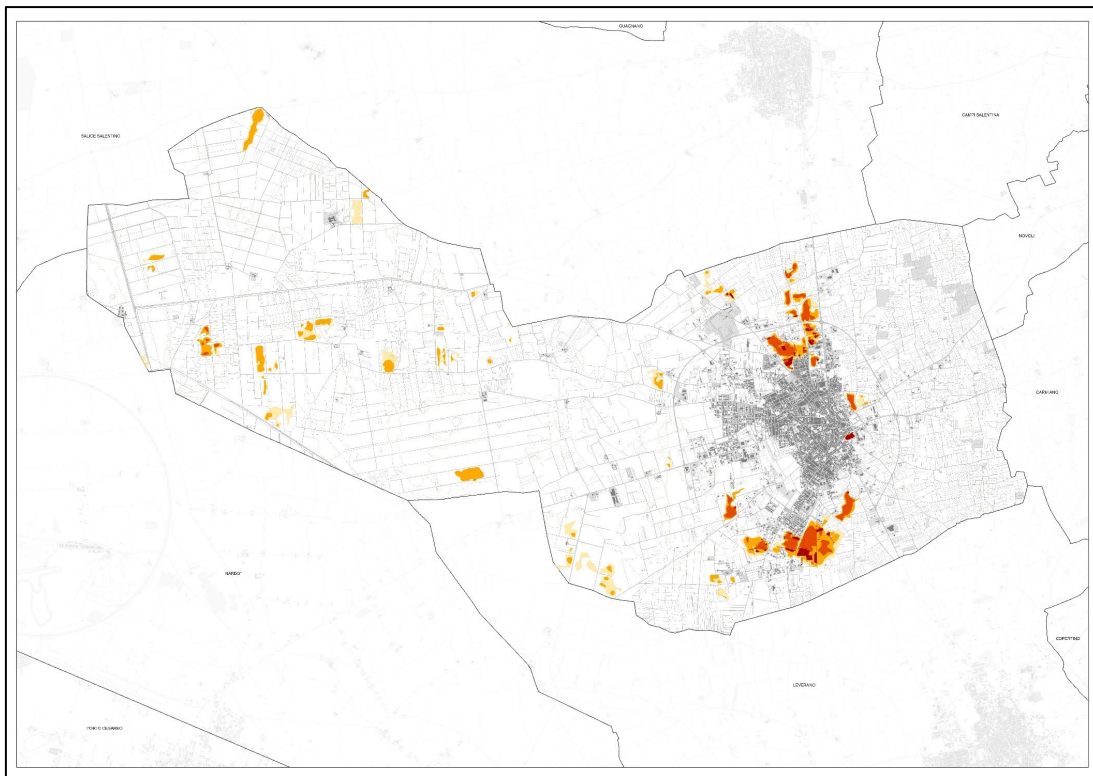 GUAGNANO
CAMPI SALENTINA
SALICE SALENTINO
NOVOLI
CARMIANO
NARDO'
COPERTINO
LEVERANO
PORTO CESAREO